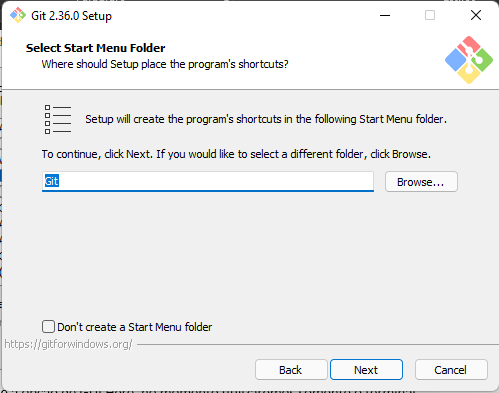 Git 2.36.0 Setup
Select Start Menu Folder
Where should Setup place the program's shortcuts?
Setup will create the program's shortcuts in the following Start Menu folder.
To continue, click Next. If you would like to select a different folder, click Browse.
Git
Browse...
Don't create a Start Menu folder
https://gitforwindows.org/
Back
Next
Cancel